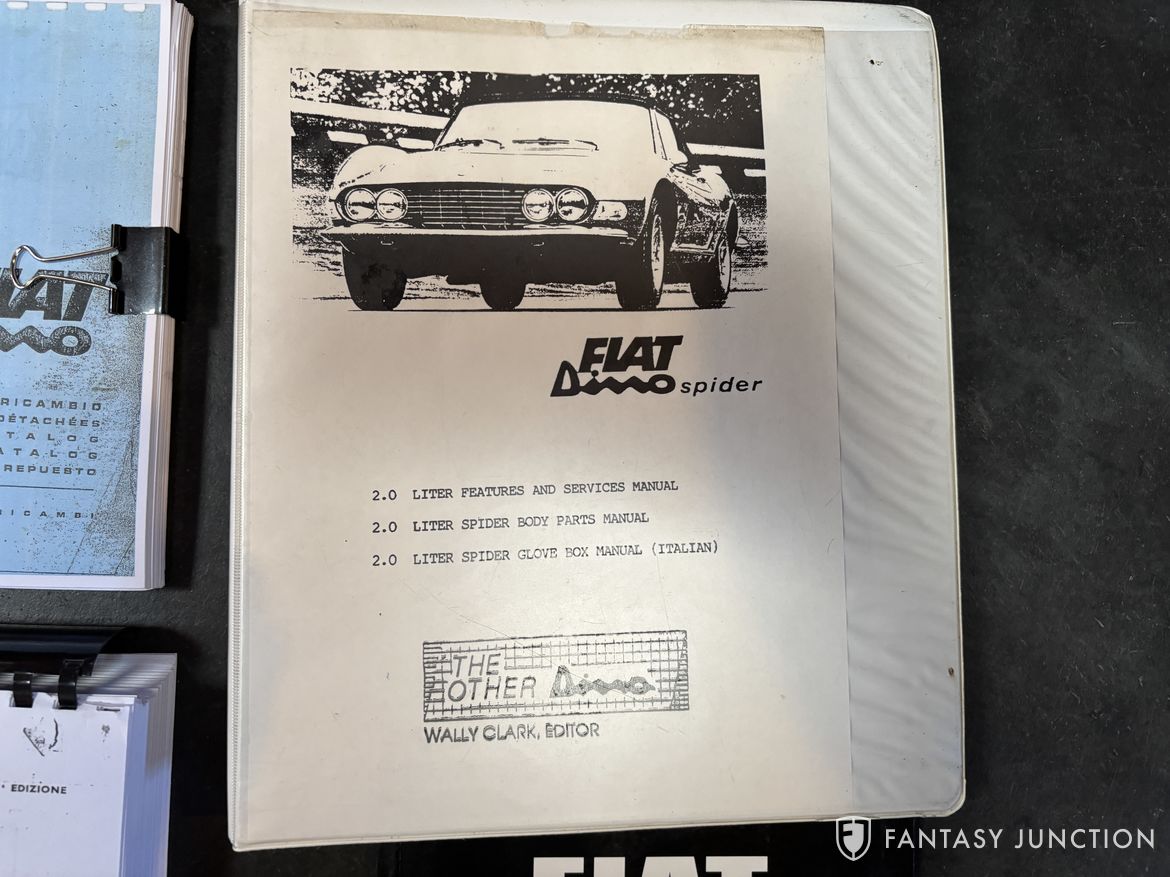 FIAT
Dino spider
2.0 LITER FEATURES AND SERVICES MANUAL
2.0 LITER SPIDER BODY PARTS MANUAL
2.0 LITER SPIDER GLOVE BOX MANUAL (ITALIAN)
THE
OTHER Dino
WALLY CLARK, EDITOR
FIAT
RICAMBIO
DÉTACHÉES
TALOG
ATALOG
REPUESTO
RICAMBI
EDIZIONE
FIAT
FANTASY JUNCTION